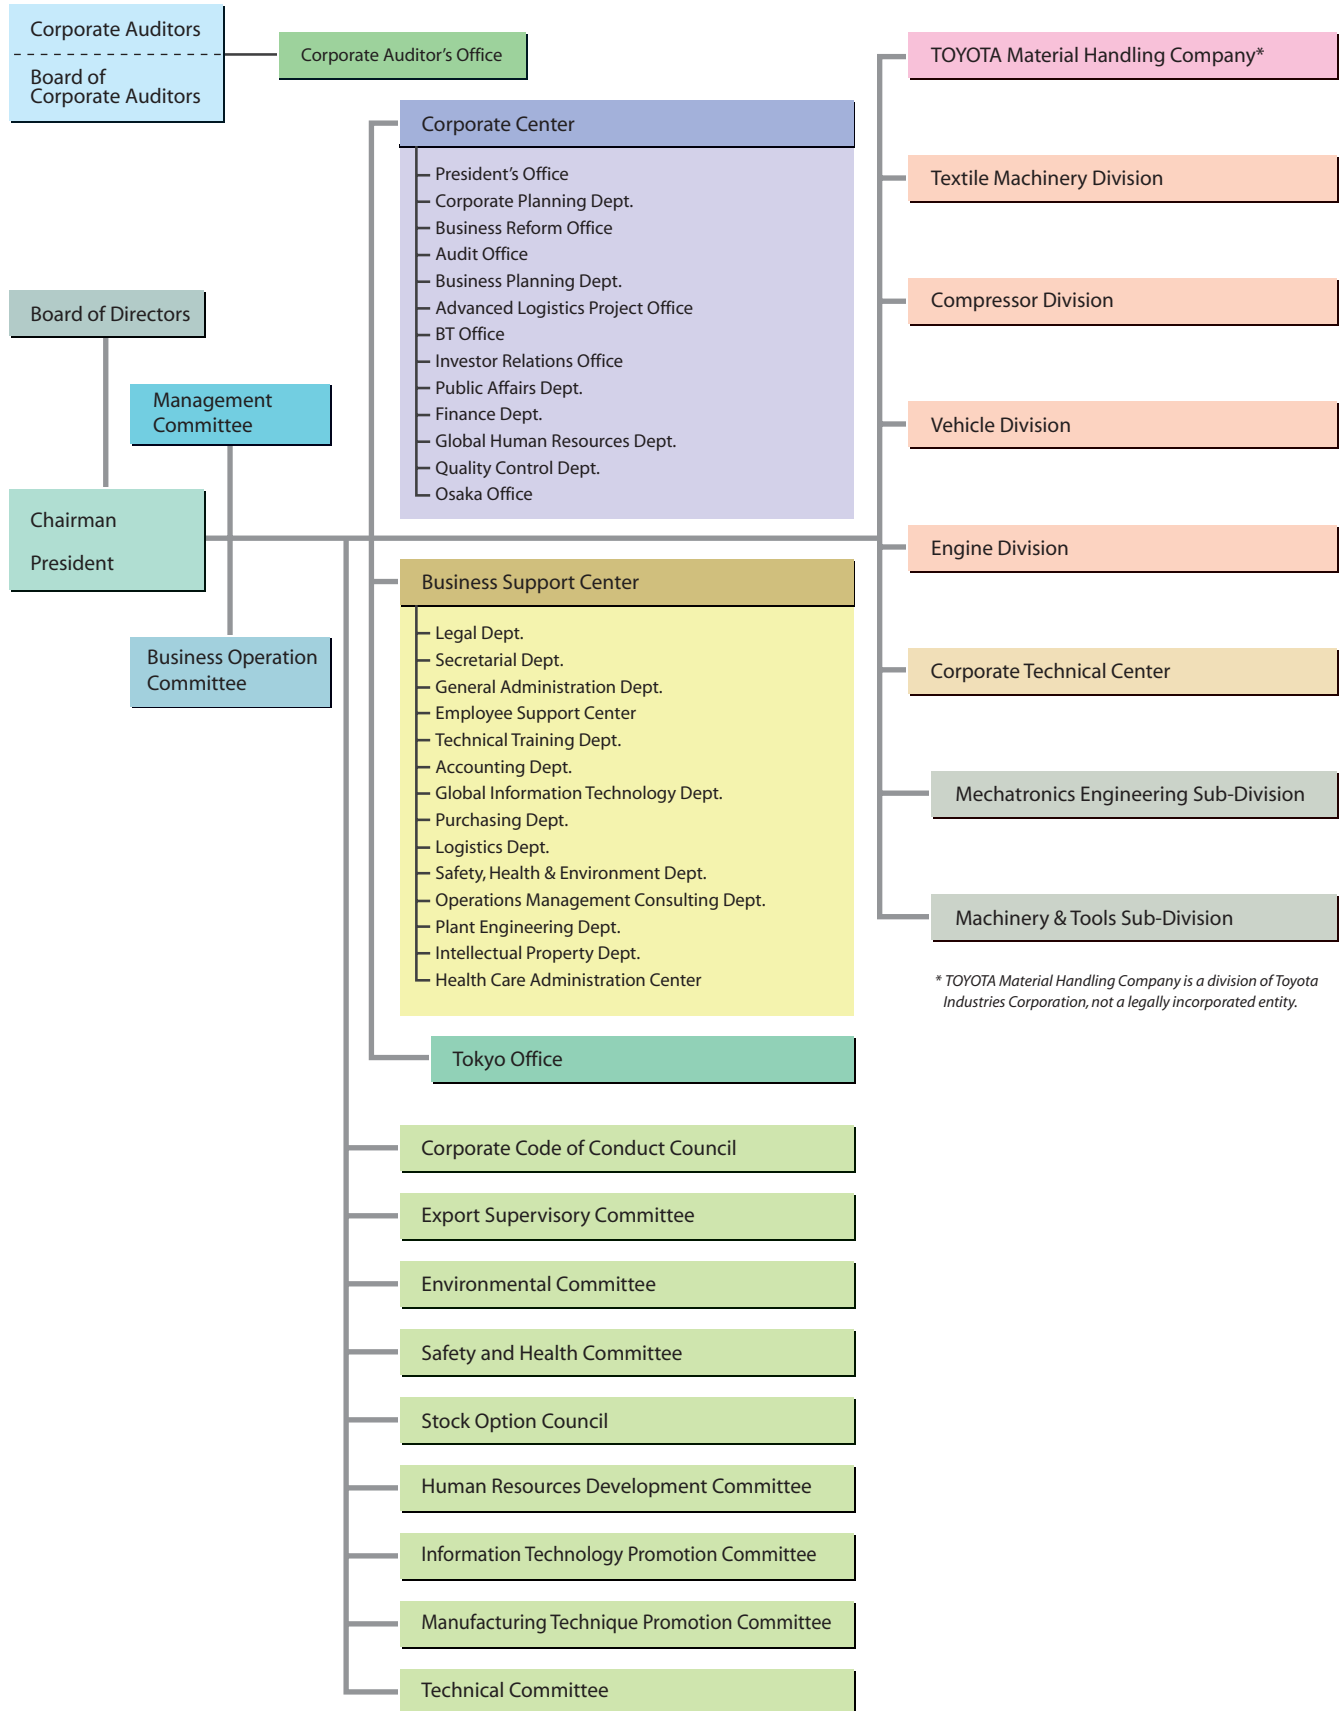 Corporate Auditors
Board of
Corporate Auditors
Corporate Auditor’s Office
Board of Directors
Management
Committee
Chairman
President
Business Operation
Committee
Corporate Center
President’s Office
Corporate Planning Dept.
Business Reform Office
Audit Office
Business Planning Dept.
Advanced Logistics Project Office
BT Office
Investor Relations Office
Public Affairs Dept.
Finance Dept.
Global Human Resources Dept.
Quality Control Dept.
Osaka Office
Business Support Center
Legal Dept.
Secretarial Dept.
General Administration Dept.
Employee Support Center
Technical Training Dept.
Accounting Dept.
Global Information Technology Dept.
Purchasing Dept.
Logistics Dept.
Safety, Health & Environment Dept.
Operations Management Consulting Dept.
Plant Engineering Dept.
Intellectual Property Dept.
Health Care Administration Center
Tokyo Office
Corporate Code of Conduct Council
Export Supervisory Committee
Environmental Committee
Safety and Health Committee
Stock Option Council
Human Resources Development Committee
Information Technology Promotion Committee
Manufacturing Technique Promotion Committee
Technical Committee
TOYOTA Material Handling Company*
Textile Machinery Division
Compressor Division
Vehicle Division
Engine Division
Corporate Technical Center
Mechatronics Engineering Sub-Division
Machinery & Tools Sub-Division
* TOYOTA Material Handling Company is a division of Toyota
Industries Corporation, not a legally incorporated entity.